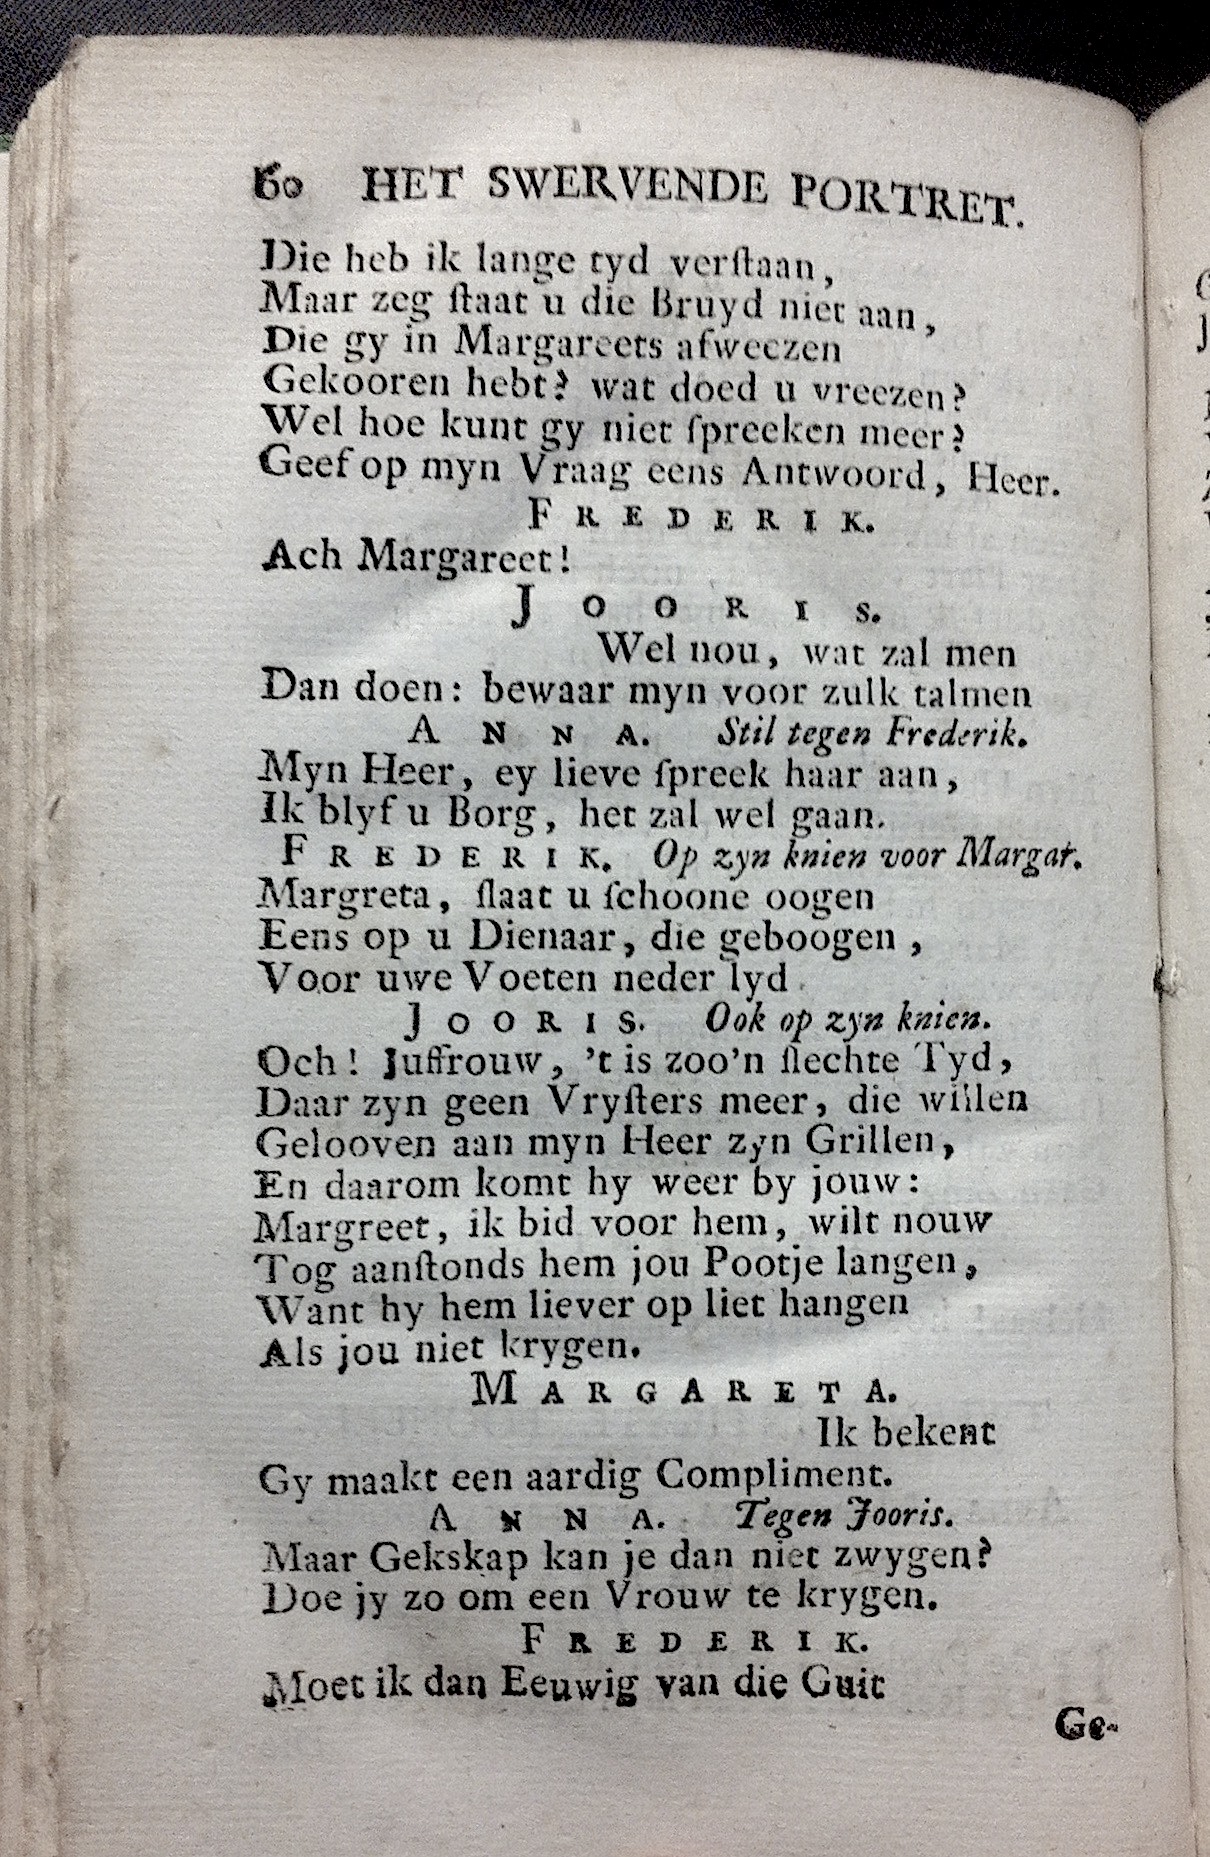 60 HET SWERVENDE PORTRET.
Die heb ik lange tyd verſtaan,
Maar zeg ſtaat u die Bruyd niet aan,
Die gy in Margareets afweezen
Gekooren hebt? wat doed u vreezen?
Wel hoe kunt gy niet ſpreeken meer?
Geef op myn Vraag eens Antwoord, Heer.
FREDERIK.
Ach Margareet!
JOORIS.
Wel nou, wat zal men
Dan doen: bewaar myn voor zulk talmen
ANNA. Stil tegen Frederik.
Myn Heer, ey lieve ſpreek haar aan,
Ik blyf u Borg, het zal wel gaan.
FREDERIK. Op zyn knien voor Margar.
Margreta, ſlaat u ſchoone oogen
Eens op u Dienaar, die geboogen,
Voor uwe Voeten neder lyd.
JOORIS. Ook op zyn knien.
Och! Juffrouw, 't is zoo'n ſlechte Tyd,
Daar zyn geen Vryſters meer, die willen
Gelooven aan myn Heer zyn Grillen,
En daarom komt hy weer by jouw:
Margreet, ik bid voor hem, wilt nouw
Tog aanſtonds hem jou Pootje langen,
Want hy hem liever op liet hangen
Als jou niet krygen.
MARGARETA.
Ik bekent
Gy maakt een aardig Compliment.
ANNA. Tegen Jooris.
Maar Gekskap kan je dan niet zwygen?
Doe jy zo om een Vrouw te krygen.
FREDERIK.
Moet ik dan Eeuwig van die Guit
Ge-